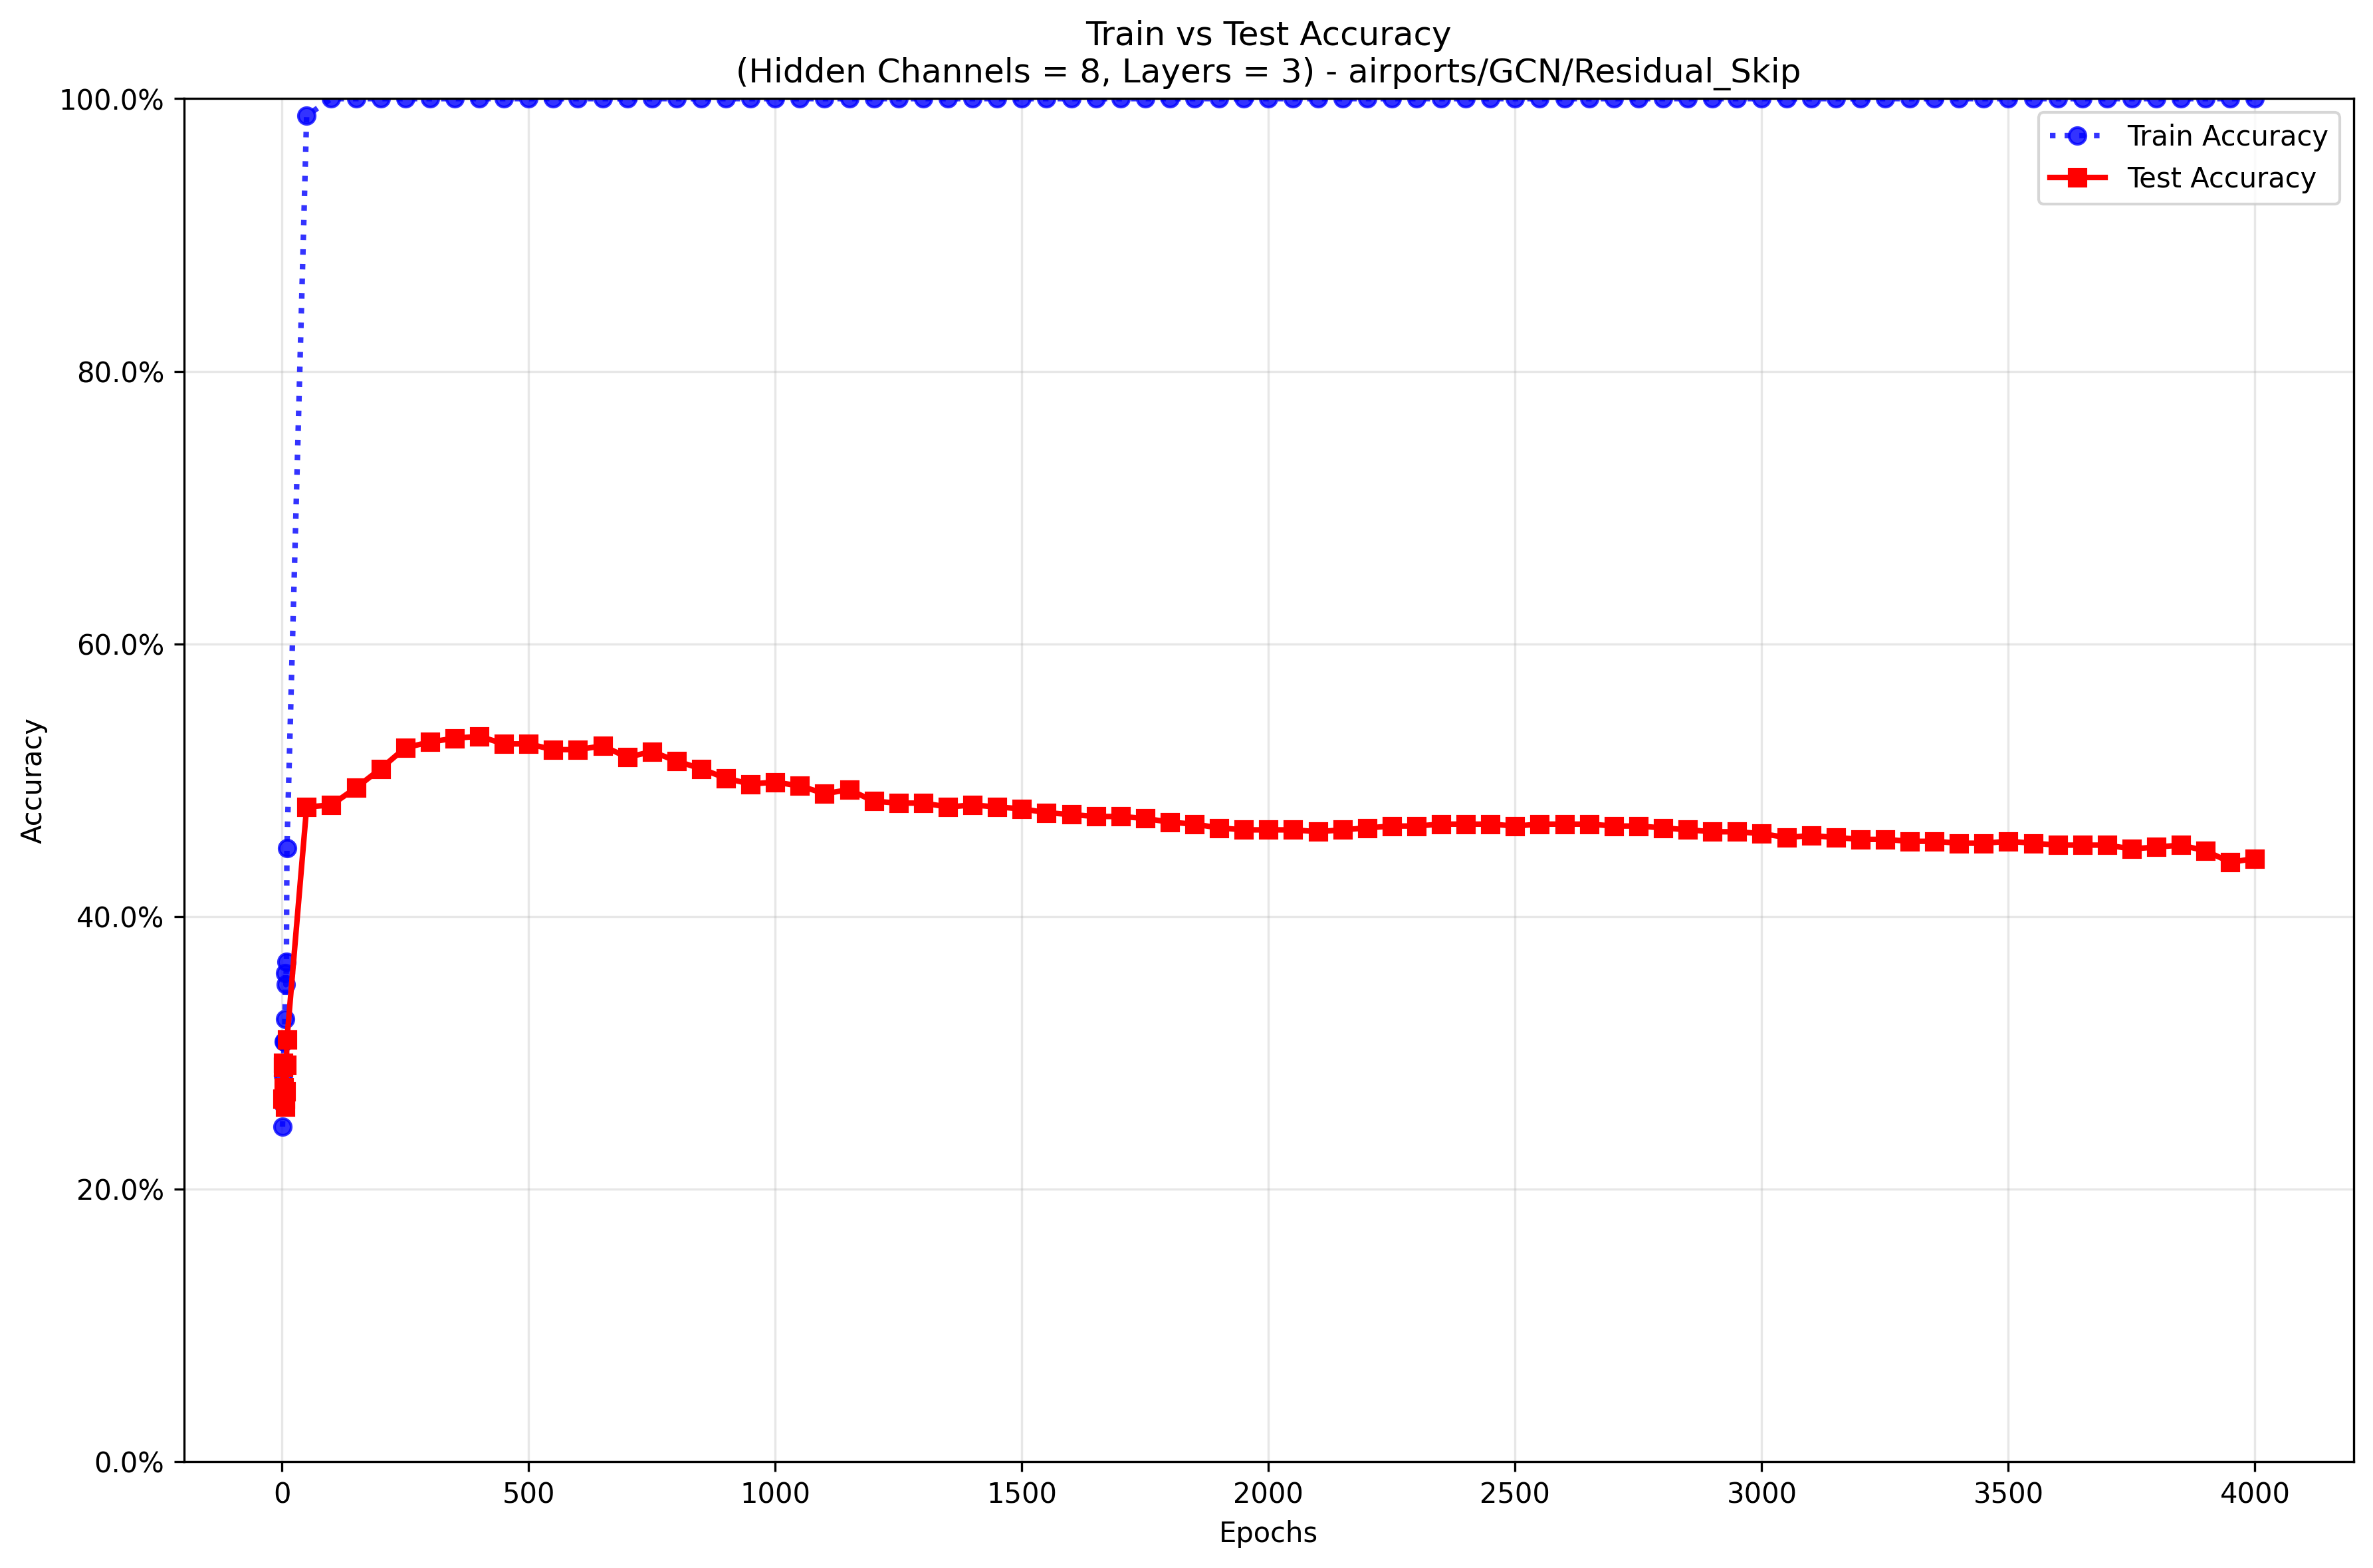 Train vs Test Accuracy
(Hidden Channels = 8, Layers = 3) - airports/GCN/Residual_Skip
100.0%
80.0%
60.0%
40.0%
20.0%
0.0%
Accuracy
Train Accuracy
Test Accuracy
0
500
1000
1500
2000
2500
3000
3500
4000
Epochs